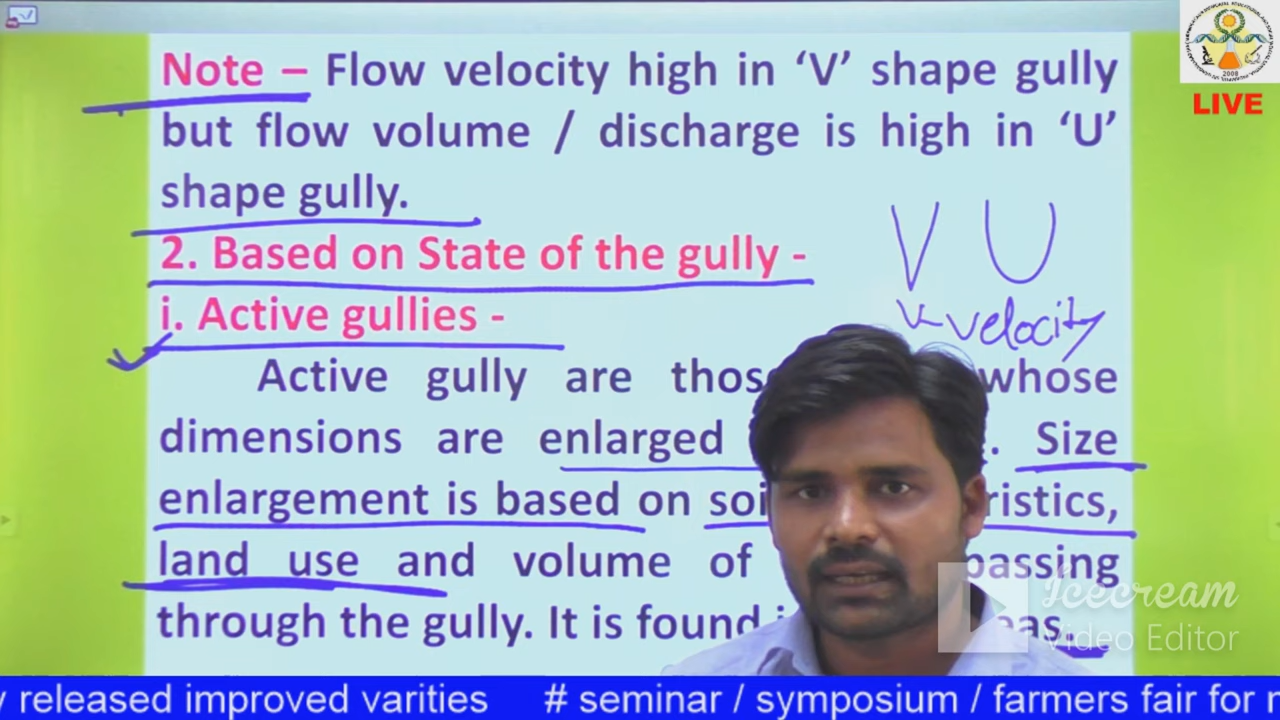 Note – Flow velocity high in ‘V’ shape gully
but flow volume / discharge is high in ‘U’
shape gully.
V U
2. Based on State of the gully -
i. Active gullies -
V-velocity
Active gully are whose
dimensions are enlarged . Size
enlargement is based on
land use and volume of passing
through the gully. It is found
LIVE
2008
Icecream
Video Editor
released improved varities # seminar / symposium / farmers fair for